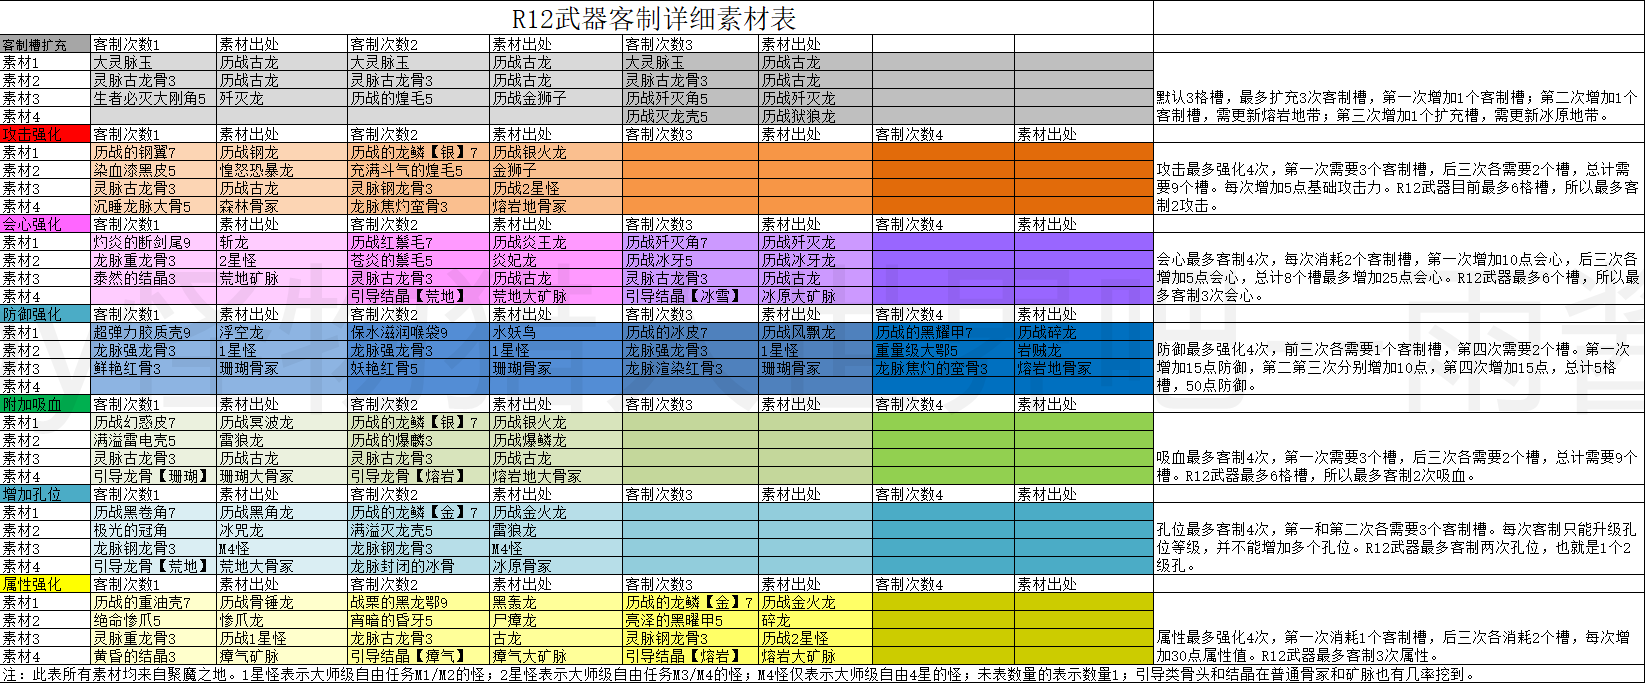 R12武器客制详细素材表
客制槽扩充 客制次数1 素材出处 客制次数2 素材出处 客制次数3 素材出处
素材1 大灵脉玉 历战古龙 大灵脉玉 历战古龙 大灵脉玉 历战古龙
素材2 灵脉古龙骨3 历战古龙 灵脉古龙骨3 历战古龙 灵脉古龙骨3 历战古龙
素材3 生者必灭大刚角5 歼灭龙 历战的煌毛5 历战金狮子 历战歼灭角5 历战歼灭龙
素材4 历战灭龙壳5 历战狱狼龙
默认3格槽，最多扩充3次客制槽，第一次增加1个客制槽；第二次增加1个
客制槽，需更新熔岩地带；第三次增加1个扩充槽，需更新冰原地带。
攻击强化 客制次数1 素材出处 客制次数2 素材出处 客制次数3 素材出处 客制次数4 素材出处
素材1 历战的钢翼7 历战钢龙 历战的龙鳞【银】7 历战银火龙
素材2 染血漆黑皮5 惶怒恐暴龙 充满斗气的煌毛5 金狮子
素材3 灵脉古龙骨3 历战古龙 灵脉钢龙骨3 历战2星怪
素材4 沉睡龙脉大骨5 森林骨冢 龙脉焦灼蛮骨3 熔岩地骨冢
攻击最多强化4次，第一次需要3个客制槽，后三次各需要2个槽，总计需
要9个槽。每次增加5点基础攻击力。R12武器目前最多6格槽，所以最多客
制2攻击。
会心强化 客制次数1 素材出处 客制次数2 素材出处 客制次数3 素材出处 客制次数4 素材出处
素材1 灼炎的断剑尾9 斩龙 历战红鬃毛7 历战炎王龙 历战歼灭角7 历战歼灭龙
素材2 龙脉重龙骨3 2星怪 苍炎的鬃毛5 炎妃龙 历战冰牙5 历战冰牙龙
素材3 泰然的结晶3 荒地矿脉 灵脉古龙骨3 历战古龙 灵脉古龙骨3 历战古龙
素材4 引导结晶【荒地】 荒地大矿脉 引导结晶【冰雪】 冰原大矿脉
会心最多客制4次，每次消耗2个客制槽，第一次增加10点会心，后三次各
增加5点会心，总计8个槽最多增加25点会心。R12武器最多6个槽，所以最
多客制3次会心。
防御强化 客制次数1 素材出处 客制次数2 素材出处 客制次数3 素材出处 客制次数4 素材出处
素材1 超弹力胶质壳9 浮空龙 保水滋润喉袋9 水妖鸟 历战的冰皮7 历战风飘龙 历战的黑耀甲7 历战碎龙
素材2 龙脉强龙骨3 1星怪 龙脉强龙骨3 1星怪 龙脉强龙骨3 1星怪 重量级大鄂5 岩贼龙
素材3 鲜艳红骨3 珊瑚骨冢 妖艳红骨5 珊瑚骨冢 龙脉渲染红骨3 珊瑚骨冢 龙脉焦灼的蛮骨3 熔岩地骨冢
素材4
防御最多强化4次，前三次各需要1个客制槽，第四次需要2个槽。第一次
增加15点防御，第二第三次分别增加10点，第四次增加15点，总计5格
槽，50点防御。
附加吸血 客制次数1 素材出处 客制次数2 素材出处 客制次数3 素材出处 客制次数4 素材出处
素材1 历战幻惑皮7 历战冥波龙 历战的龙鳞【银】7 历战银火龙
素材2 满溢雷电壳5 雷狼龙 历战的爆麟3 历战爆鳞龙
素材3 灵脉古龙骨3 历战古龙 灵脉古龙骨3 历战古龙
素材4 引导龙骨【珊瑚】 珊瑚大骨冢 引导龙骨【熔岩】 熔岩地大骨冢
吸血最多客制4次，第一次需要3个槽，后三次各需要2个槽，总计需要9个
槽。R12武器最多6格槽，所以最多客制2次吸血。
增加孔位 客制次数1 素材出处 客制次数2 素材出处 客制次数3 素材出处 客制次数4 素材出处
素材1 历战黑卷角7 历战黑角龙 历战的龙鳞【金】7 历战金火龙
素材2 极光的冠角 冰咒龙 满溢灭龙壳5 雷狼龙
素材3 龙脉钢龙骨3 M4怪 龙脉钢龙骨3 M4怪
素材4 引导龙骨【荒地】 荒地大骨冢 龙脉封闭的冰骨 冰原骨冢
孔位最多客制4次，第一和第二次各需要3个客制槽。每次客制只能升级孔
位等级，并不能增加多个孔位。R12武器最多客制两次孔位，也就是1个2
级孔。
属性强化 客制次数1 素材出处 客制次数2 素材出处 客制次数3 素材出处 客制次数4 素材出处
素材1 历战的重油壳7 历战骨锤龙 战栗的黑龙鄂9 黑轰龙 历战的龙鳞【金】7 历战金火龙
素材2 绝命惨爪5 惨爪龙 宵暗的昏牙5 尸瘴龙 亮泽的黑曜甲5 碎龙
素材3 灵脉重龙骨3 历战1星怪 龙脉古龙骨3 古龙 灵脉钢龙骨3 历战2星怪
素材4 黄昏的结晶3 瘴气矿脉 引导结晶【瘴气】 瘴气大矿脉 引导结晶【熔岩】 熔岩大矿脉
属性最多强化4次，第一次消耗1个客制槽，后三次各消耗2个槽，每次增
加30点属性值。R12武器最多客制3次属性。
注：此表所有素材均来自聚魔之地。1星怪表示大师级自由任务M1/M2的怪；2星怪表示大师级自由任务M3/M4的怪；M4怪仅表示大师级自由4星的怪；未表数量的表示数量1；引导类骨头和结晶在普通骨冢和矿脉也有几率挖到。